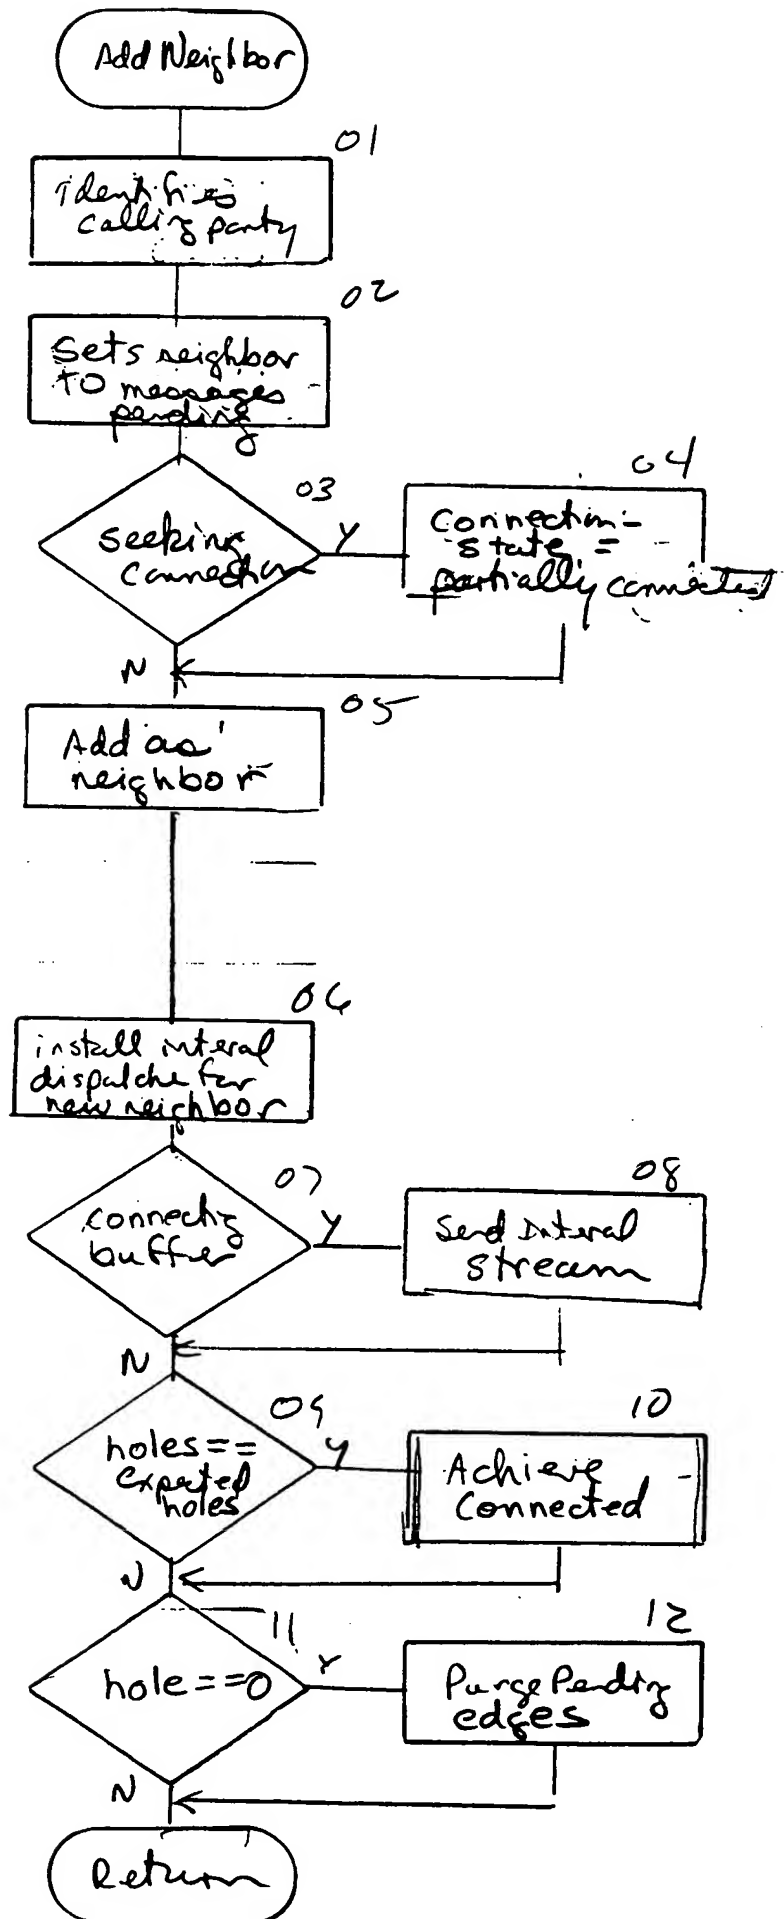 Add Neighbor
01
Identifies
calling party
02
Sets neighbor
to messages
pending
03
seeking
connection
Y
04
Connection-
state =
partially connected
N
05
Add as
neighbor
06
install interal
dispatche for
new neighbor
07
connectig
buffer
Y
08
Send Interal
stream
N
09
holes==
expected
holes
Y
10
Achieve
Connected
N
11
hole==0
Y
12
Purge Pending
edges
N
Return